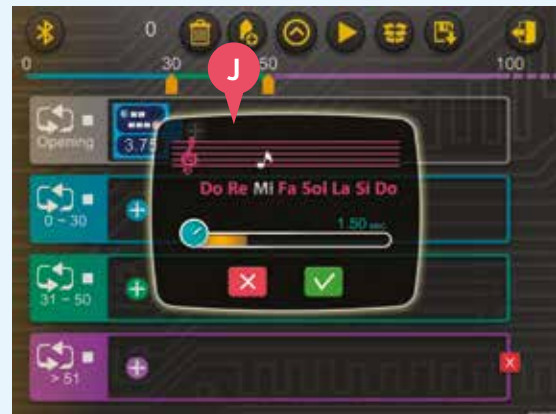 0
0 30 50 100
J
Opening
3.75
Do Re Mi Fa Sol La Si Do
1.50 sec
0 ~ 30
31 ~ 50
> 51